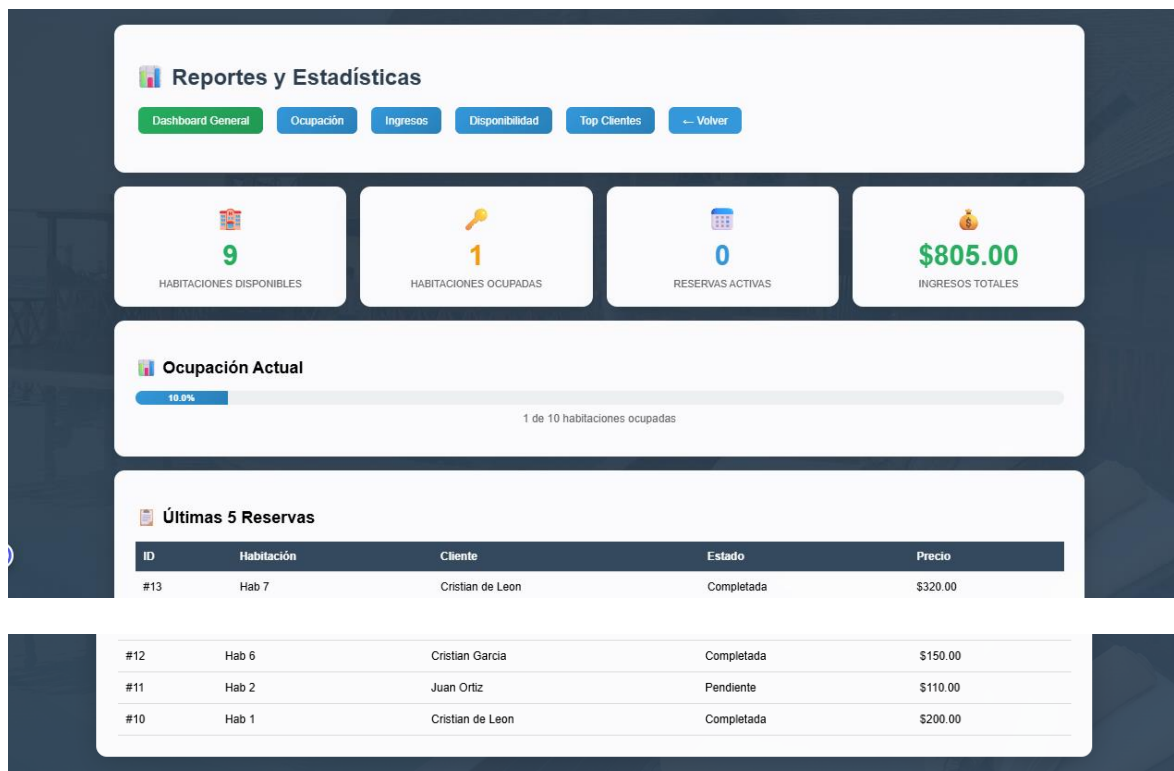 Reportes y Estadísticas
Dashboard General Ocupación Ingresos Disponibilidad Top Clientes ← Volver
9 1 0 $805.00
HABITACIONES DISPONIBLES HABITACIONES OCUPADAS RESERVAS ACTIVAS INGRESOS TOTALES
Ocupación Actual
10.0%
1 de 10 habitaciones ocupadas
Últimas 5 Reservas
ID Habitación Cliente Estado Precio
#13 Hab 7 Cristian de Leon Completada $320.00
#12 Hab 6 Cristian Garcia Completada $150.00
#11 Hab 2 Juan Ortiz Pendiente $110.00
#10 Hab 1 Cristian de Leon Completada $200.00